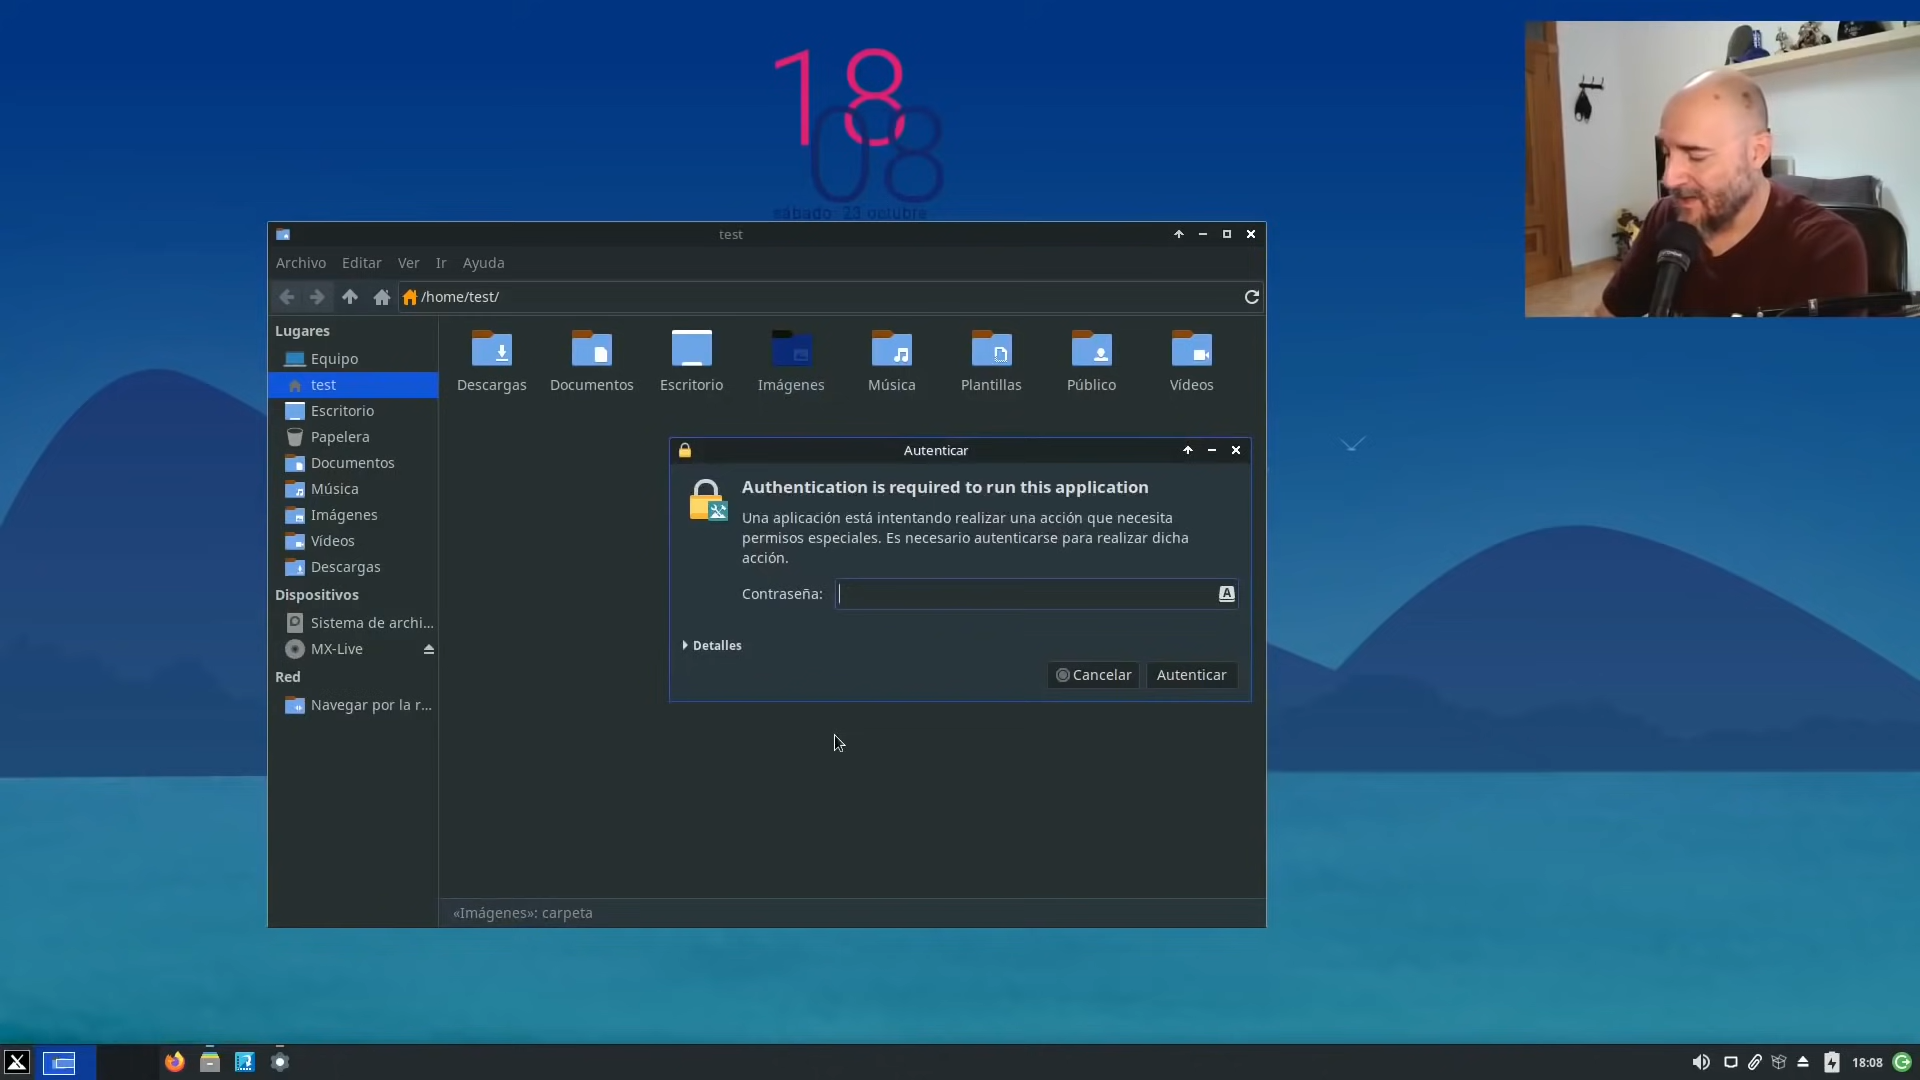 18
08
sábado 23 octubre
test
Archivo Editar Ver Ir Ayuda
/home/test/
Lugares
Equipo
test
Escritorio
Papelera
Documentos
Música
Imágenes
Vídeos
Descargas
Dispositivos
Sistema de archi...
MX-Live
Red
Navegar por la r...
Descargas Documentos Escritorio Imágenes Música Plantillas Público Vídeos
Autenticar
Authentication is required to run this application
Una aplicación está intentando realizar una acción que necesita
permisos especiales. Es necesario autenticarse para realizar dicha
acción.
Contraseña:
A
Detalles
Cancelar Autenticar
«Imágenes»: carpeta
18:08